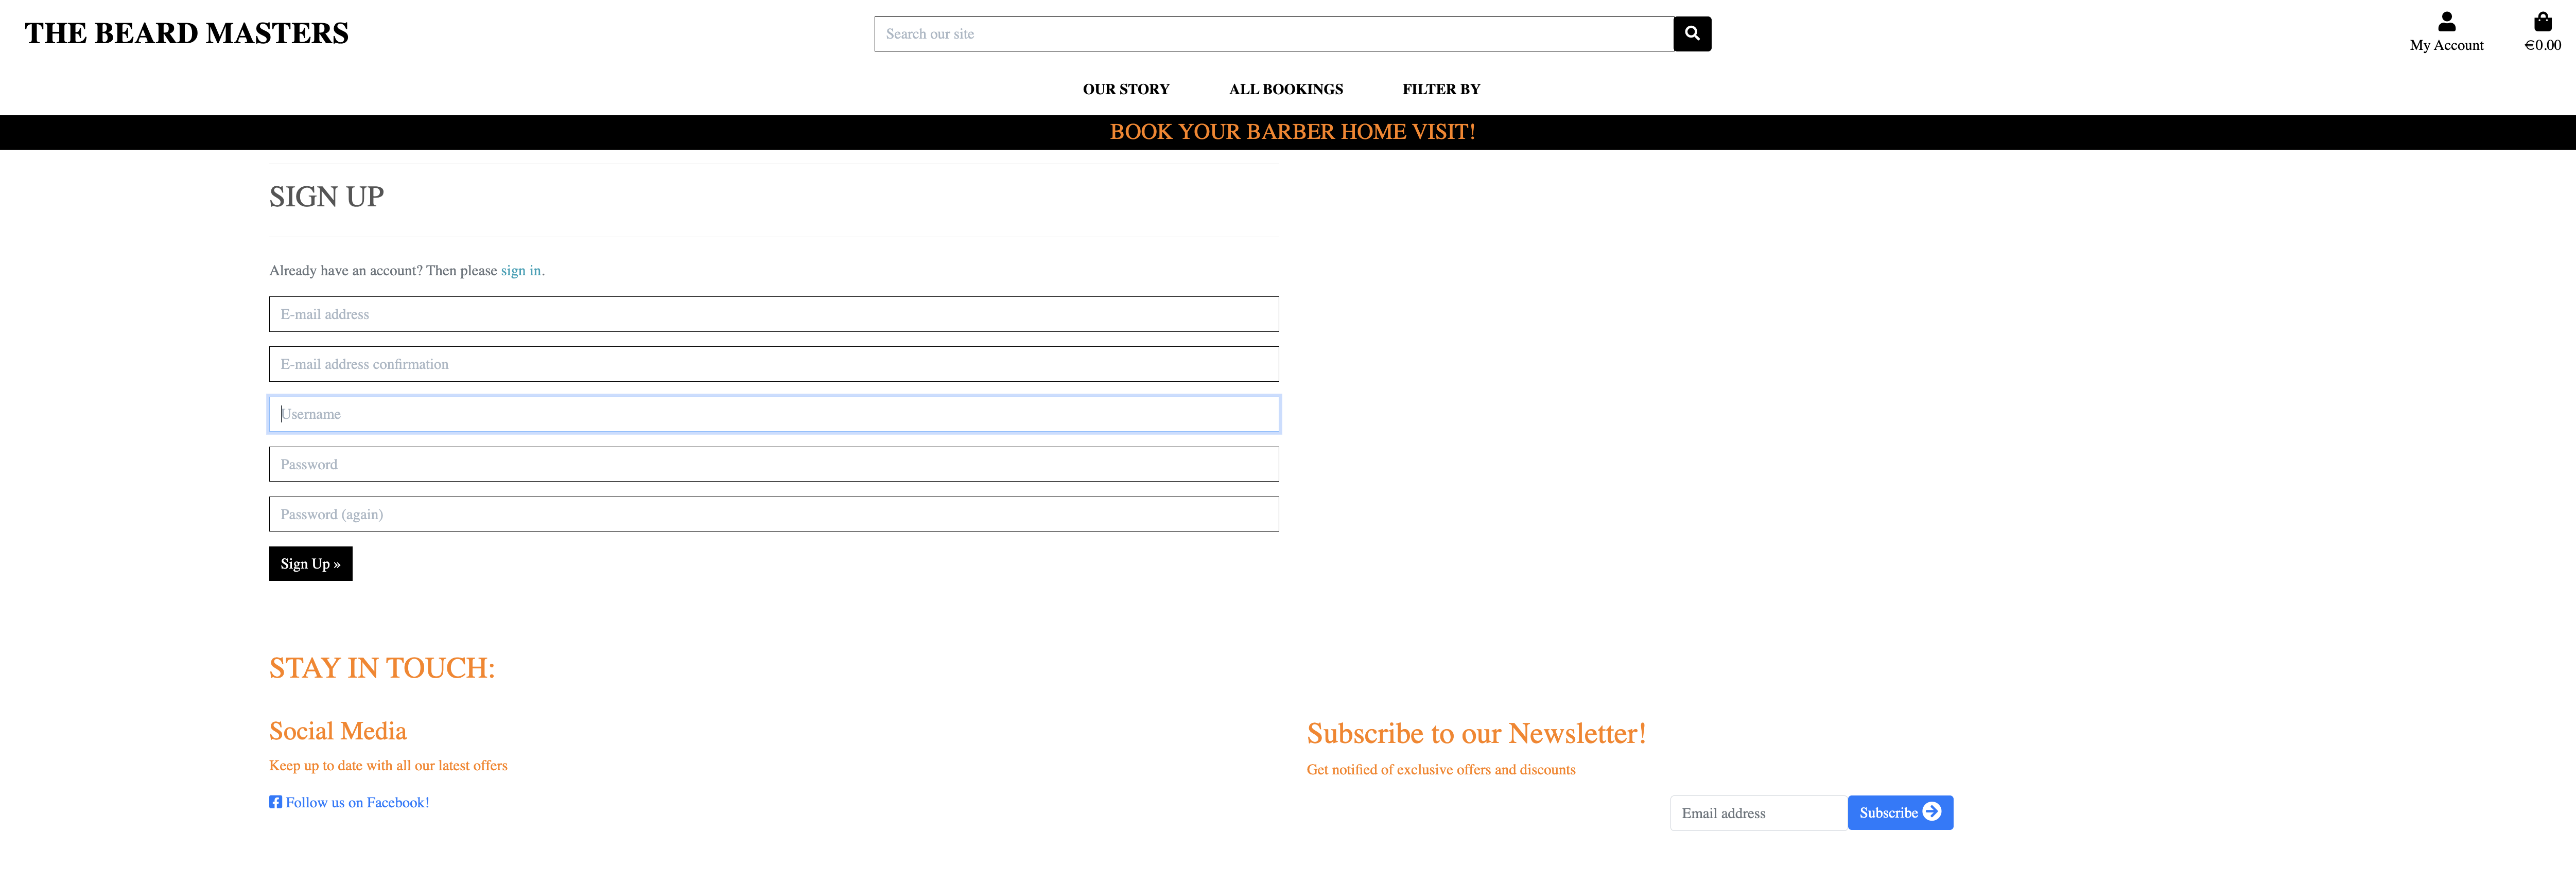 THE BEARD MASTERS
Search our site
My Account
€0.00
OUR STORY
ALL BOOKINGS
FILTER BY
BOOK YOUR BARBER HOME VISIT!
SIGN UP
Already have an account? Then please sign in.
E-mail address
E-mail address confirmation
Username
Password
Password (again)
Sign Up »
STAY IN TOUCH:
Social Media
Keep up to date with all our latest offers
Follow us on Facebook!
Subscribe to our Newsletter!
Get notified of exclusive offers and discounts
Email address
Subscribe